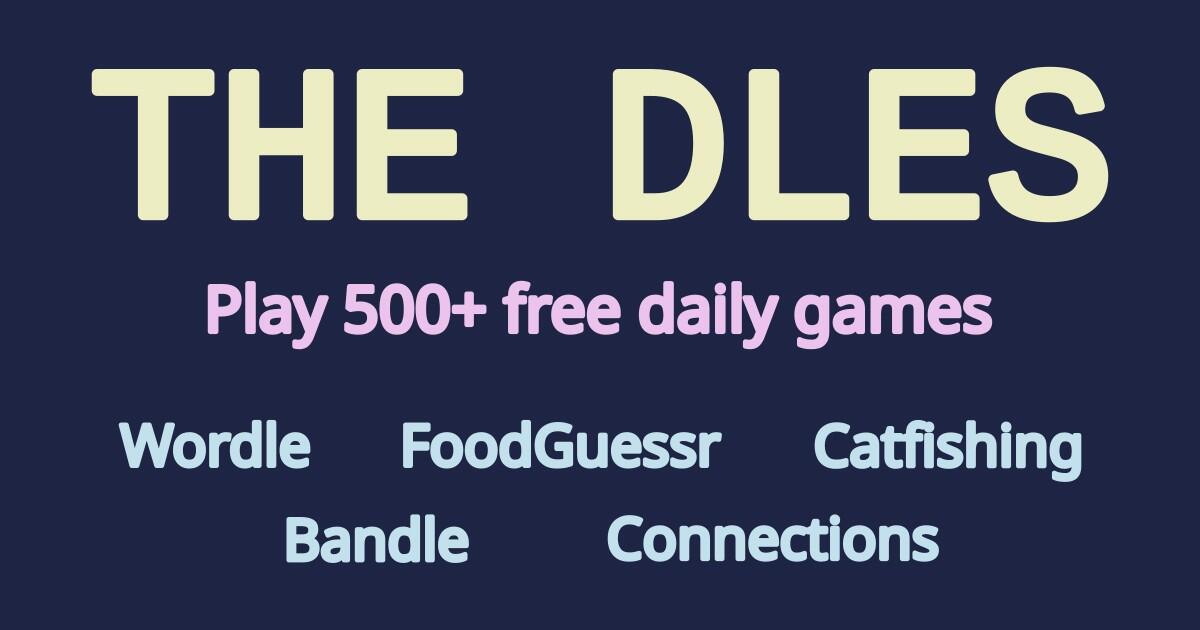 THE DLES
Play 500+ free daily games
Wordle FoodGuessr Catfishing
Bandle Connections